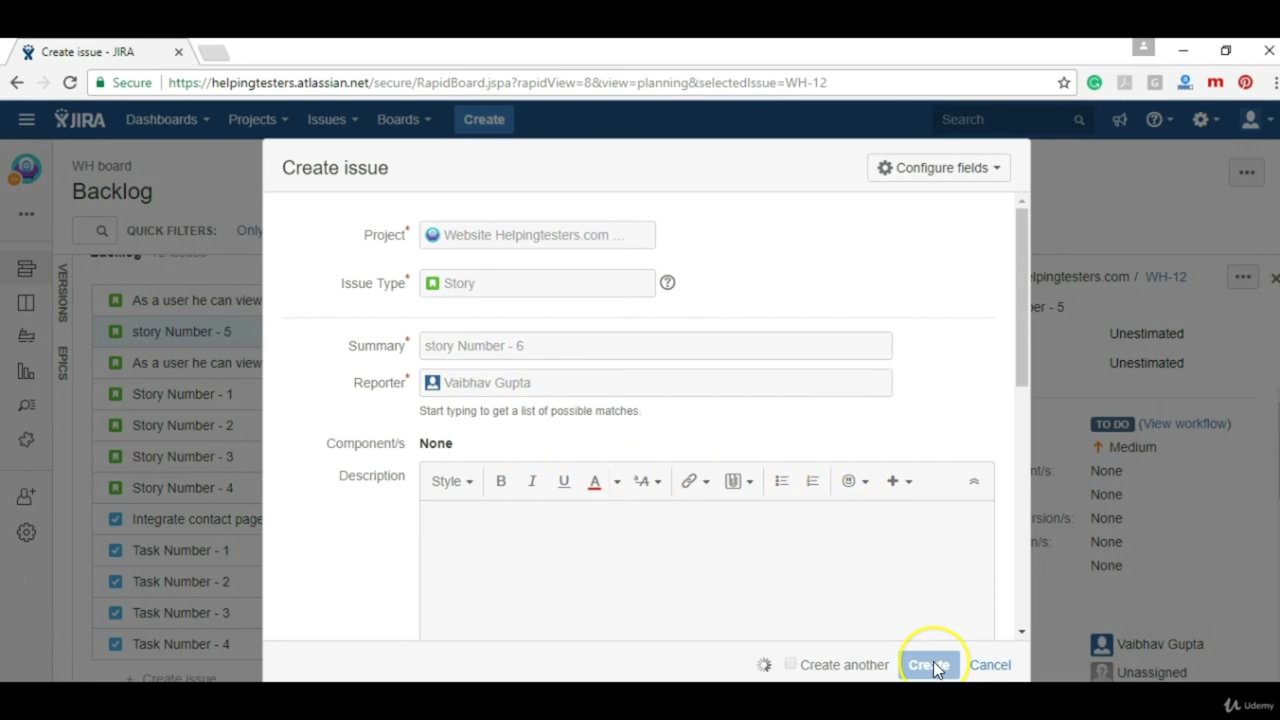 Create issue - JIRA
Secure https://helpingtesters.atlassian.net/secure/RapidBoard.jspa?rapidView=8&view=planning&selectedIssue=WH-12
JIRA Dashboards Projects Issues Boards Create Search
WH board
Backlog
QUICK FILTERS: Only
VERSIONS
EPICS
As a user he can view
story Number - 5
As a user he can view
Story Number - 1
Story Number - 2
Story Number - 3
Story Number - 4
Integrate contact page
Task Number - 1
Task Number - 2
Task Number - 3
Task Number - 4
Create issue
Create issue
Configure fields
Project* Website Helpingtesters.com ...
Issue Type* Story
Summary* story Number - 6
Reporter* Vaibhav Gupta
Start typing to get a list of possible matches.
Component/s None
Description Style B I U A A
Create another Create Cancel
lpingtesters.com / WH-12
er - 5
Unestimated
Unestimated
TO DO (View workflow)
Medium
nt/s: None
None
rsion/s: None
n/s: None
None
Vaibhav Gupta
Unassigned
Udemy